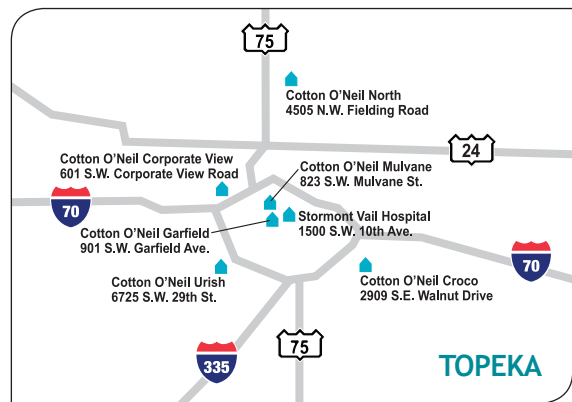 75
Cotton O’Neil North
4505 N.W. Fielding Road
24
Cotton O’Neil Corporate View
601 S.W. Corporate View Road
Cotton O’Neil Mulvane
823 S.W. Mulvane St.
70
Stormont Vail Hospital
1500 S.W. 10th Ave.
Cotton O’Neil Garfield
901 S.W. Garfield Ave.
70
Cotton O’Neil Urish
6725 S.W. 29th St.
Cotton O’Neil Croco
2909 S.E. Walnut Drive
75
335
TOPEKA